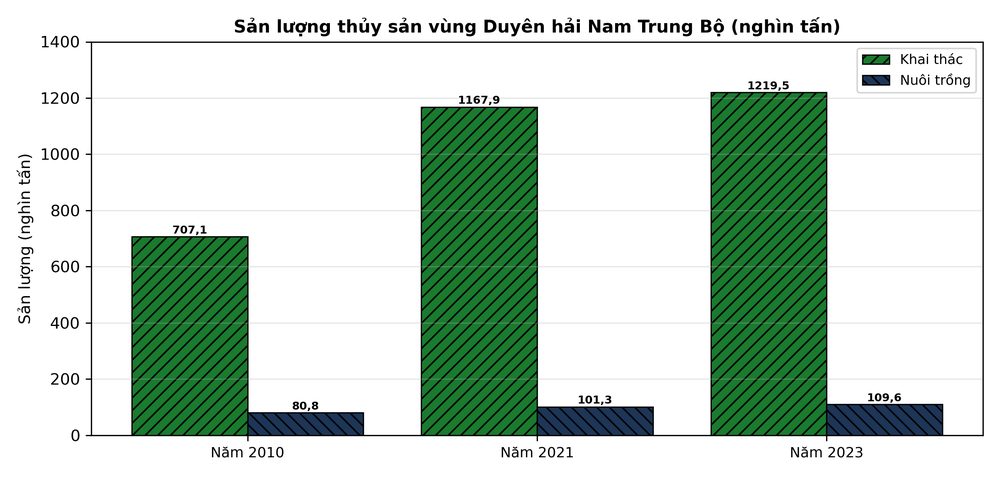 Sản lượng thủy sản vùng Duyên hải Nam Trung Bộ (nghìn tấn)
Sản lượng (nghìn tấn)
1400
1200
1000
800
600
400
200
0
Khai thác
Nuôi trồng
707,1
80,8
1167,9
101,3
1219,5
109,6
Năm 2010
Năm 2021
Năm 2023